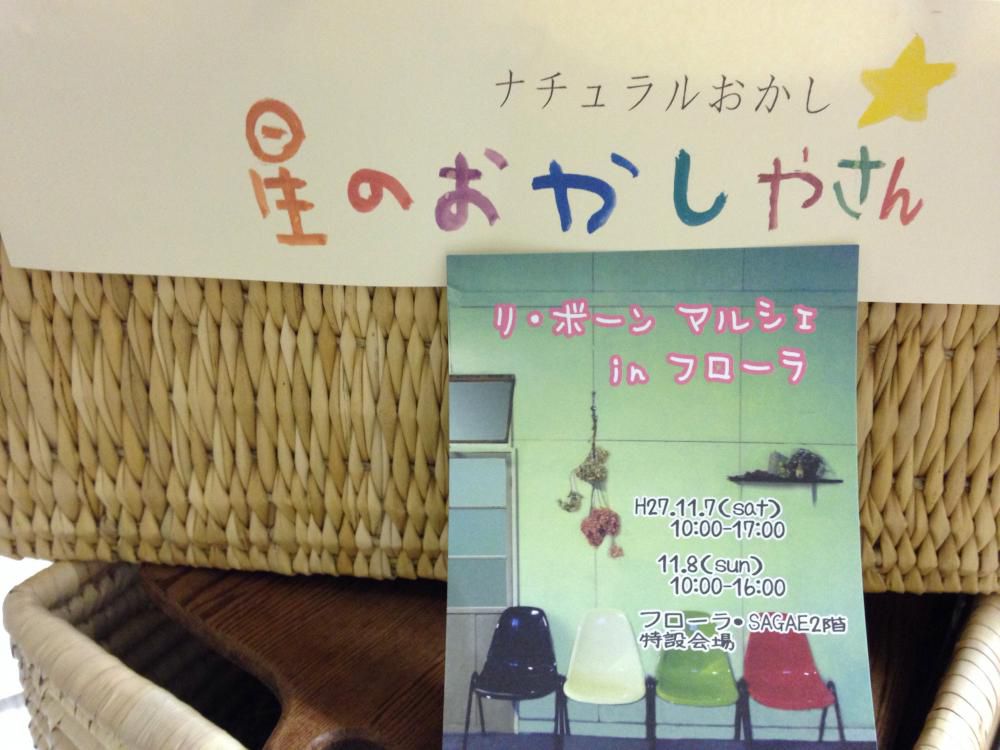 ナチュラルおかし
星のおかしやさん
リ・ボーン マルシェ
in フローラ
H27.11.7(sat)
10:00-17:00
11.8(sun)
10:00-16:00
フローラ・SAGAE2階
特設会場